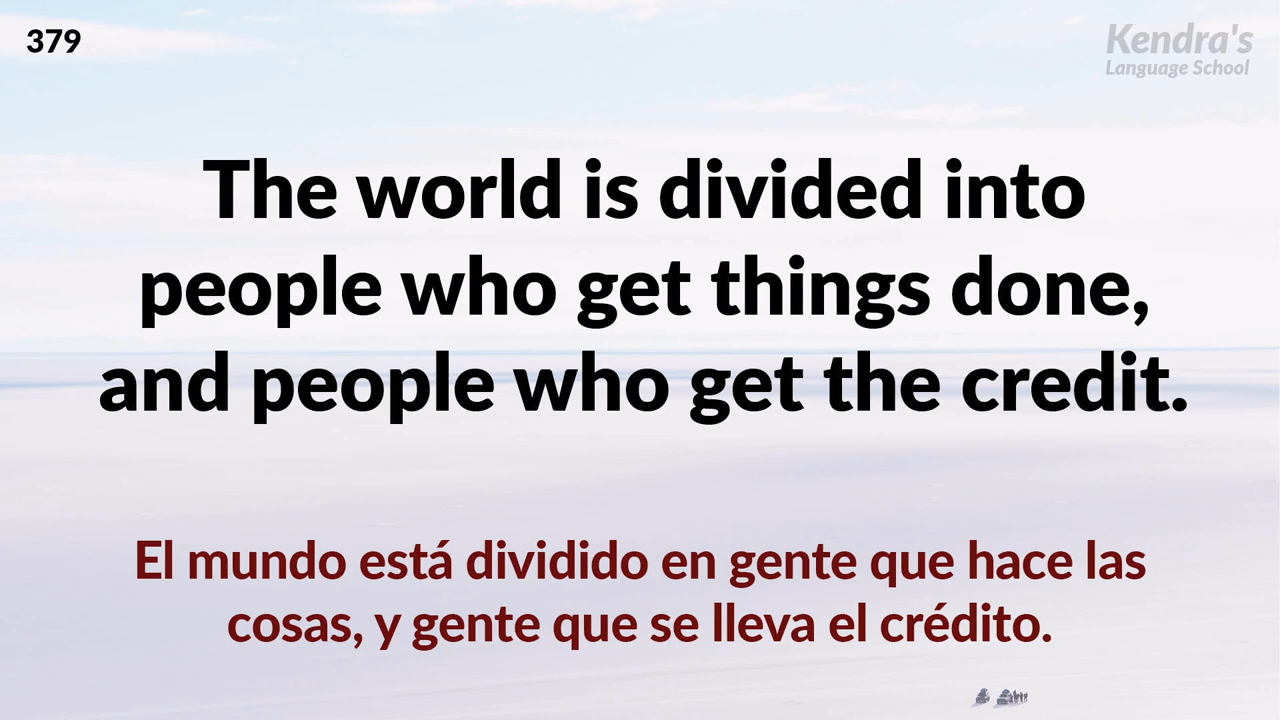 379
Kendra's
Language School
The world is divided into
people who get things done,
and people who get the credit.
El mundo está dividido en gente que hace las
cosas, y gente que se lleva el crédito.